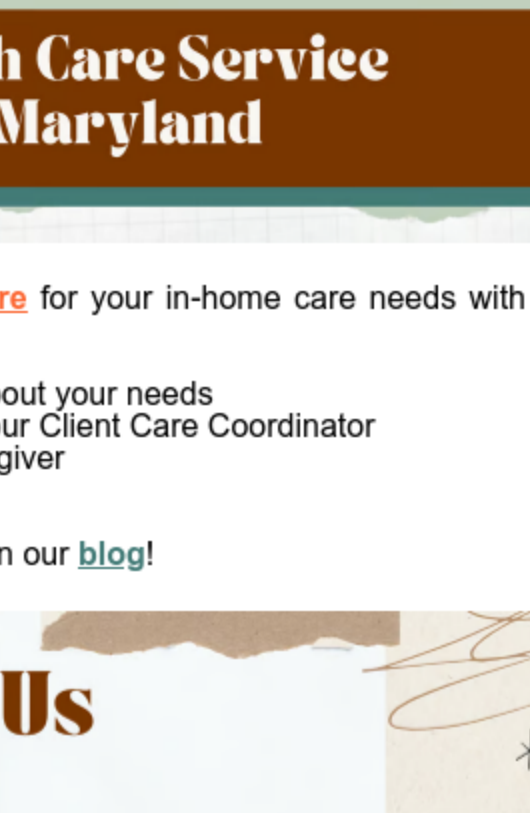 h Care Service
Maryland
re for your in-home care needs with
out your needs
ur Client Care Coordinator
giver
n our blog!
Us